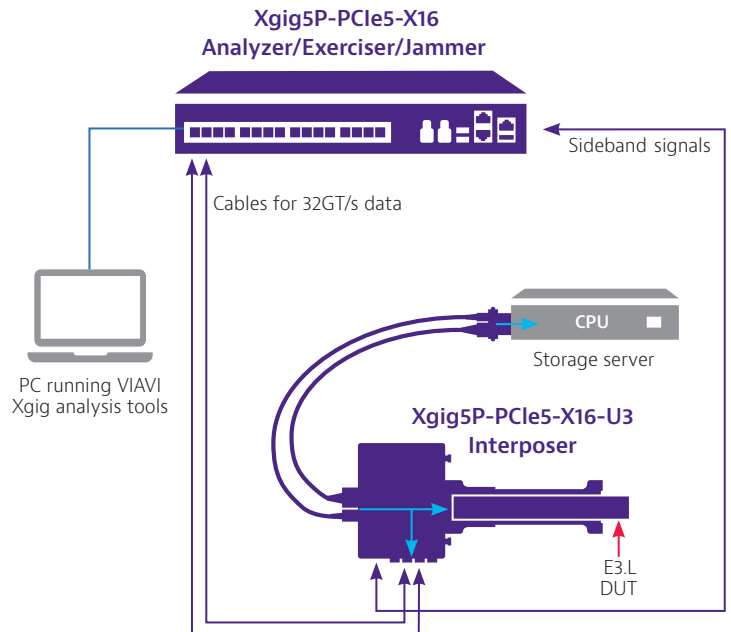 Xgig5P-PCIe5-X16
Analyzer/Exerciser/Jammer
Sideband signals
Cables for 32GT/s data
CPU
Storage server
PC running VIAVI
Xgig analysis tools
Xgig5P-PCIe5-X16-U3
Interposer
E3.L
DUT